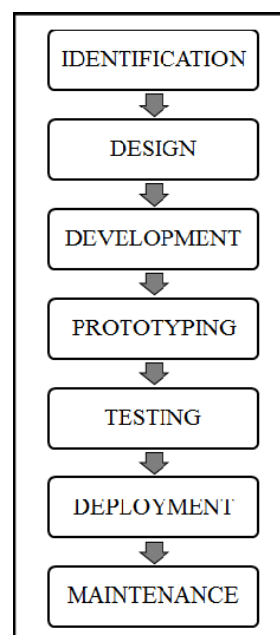 IDENTIFICATION
DESIGN
DEVELOPMENT
PROTOTYPING
TESTING
DEPLOYMENT
MAINTENANCE